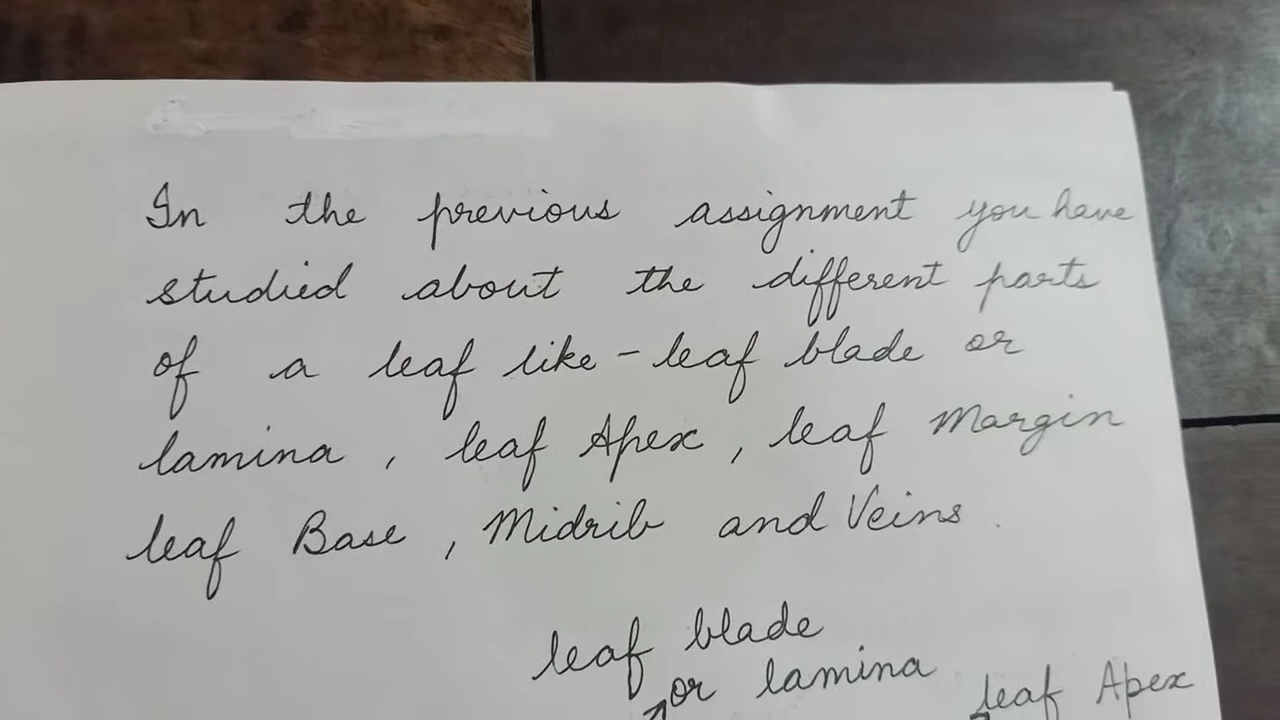 In the previous assignment you have
studied about the different parts
of a leaf like - leaf blade or
lamina , leaf Apex , leaf Margin
leaf Base , Midrib and Veins .
leaf blade
or lamina
leaf Apex